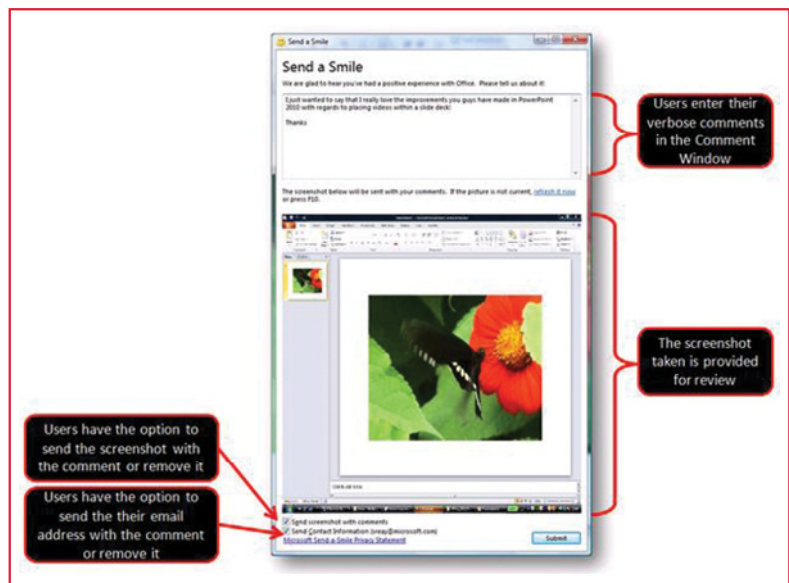 Send a Smile
Send a Smile
We are glad to hear you've had a positive experience with Office. Please tell us about it!
I just wanted to say that I really love the improvements you guys have made in PowerPoint
2010 with regards to placing videos within a slide deck!
Thanks
Users enter their
verbose comments
in the Comment
Window
The screenshot below will be sent with your comments. If the picture is not current, refresh it now
or press F10.
The screenshot
taken is provided
for review
Users have the option to
send the screenshot with
the comment or remove it
Users have the option to
send the their email
address with the comment
or remove it
Send screenshot with comments
Send Contact Information (vreay@microsoft.com)
Microsoft Send a Smile Privacy Statement
Submit